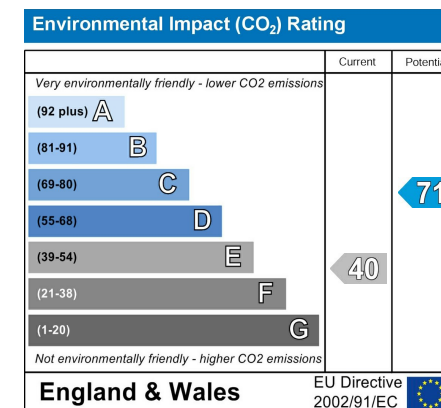 Environmental Impact (CO₂) Rating
Current Potentia
Very environmentally friendly - lower CO2 emissions
(92 plus) A
(81-91) B
(69-80) C
71
(55-68) D
(39-54) E
40
(21-38) F
(1-20) G
Not environmentally friendly - higher CO2 emissions
England & Wales
EU Directive
2002/91/EC